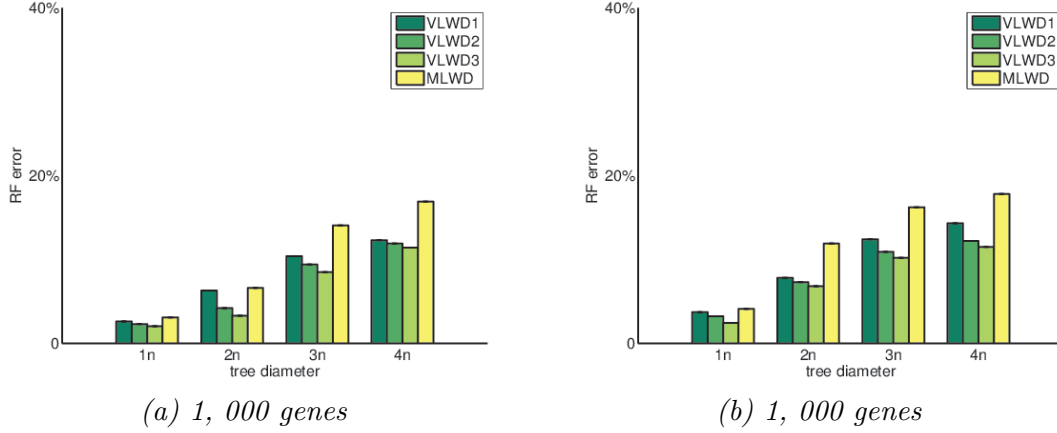 40%
20%
0
RF error
VLWD1
VLWD2
VLWD3
MLWD
1n 2n 3n 4n
tree diameter
(a) 1, 000 genes
40%
20%
0
RF error
VLWD1
VLWD2
VLWD3
MLWD
1n 2n 3n 4n
tree diameter
(b) 1, 000 genes